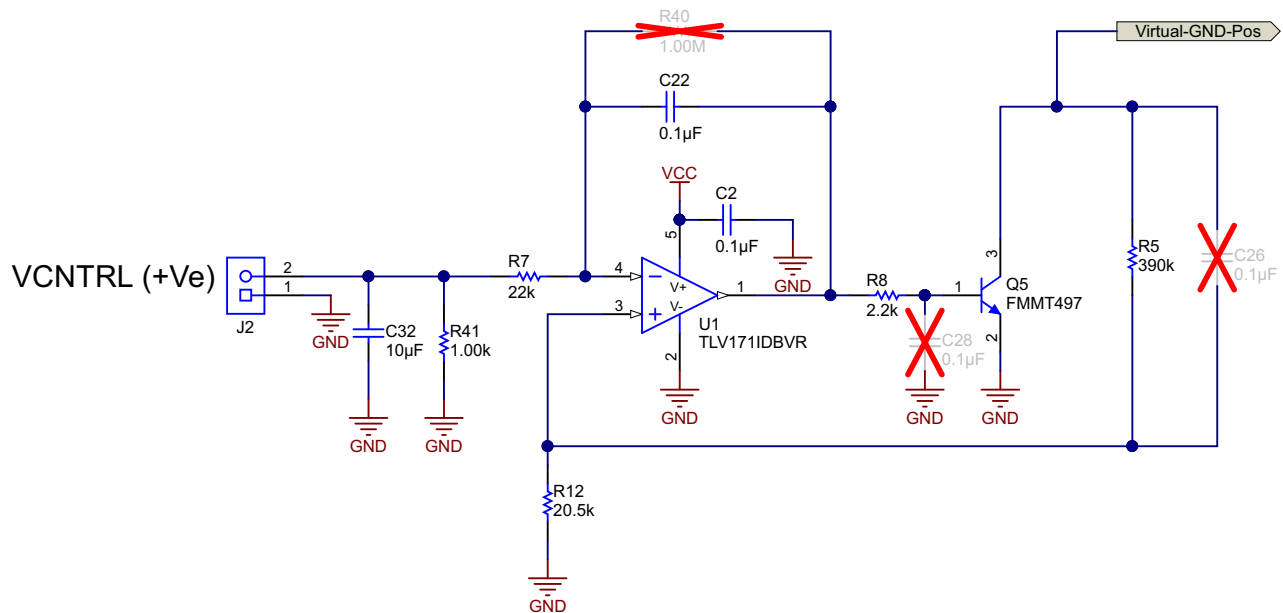 R40
1.00M
Virtual-GND-Pos
C22
0.1µF
VCC
C2
0.1µF
5
GND
VCNTRL (+Ve)
2
1
J2
GND
R7
22k
4
3
V+
V-
1
2
U1
TLV171IDBVR
GND
C32
10µF
GND
R41
1.00k
GND
R8
2.2k
C28
0.1µF
GND
1
3
2
Q5
FMMT497
GND
R5
390k
C26
0.1µF
R12
20.5k
GND